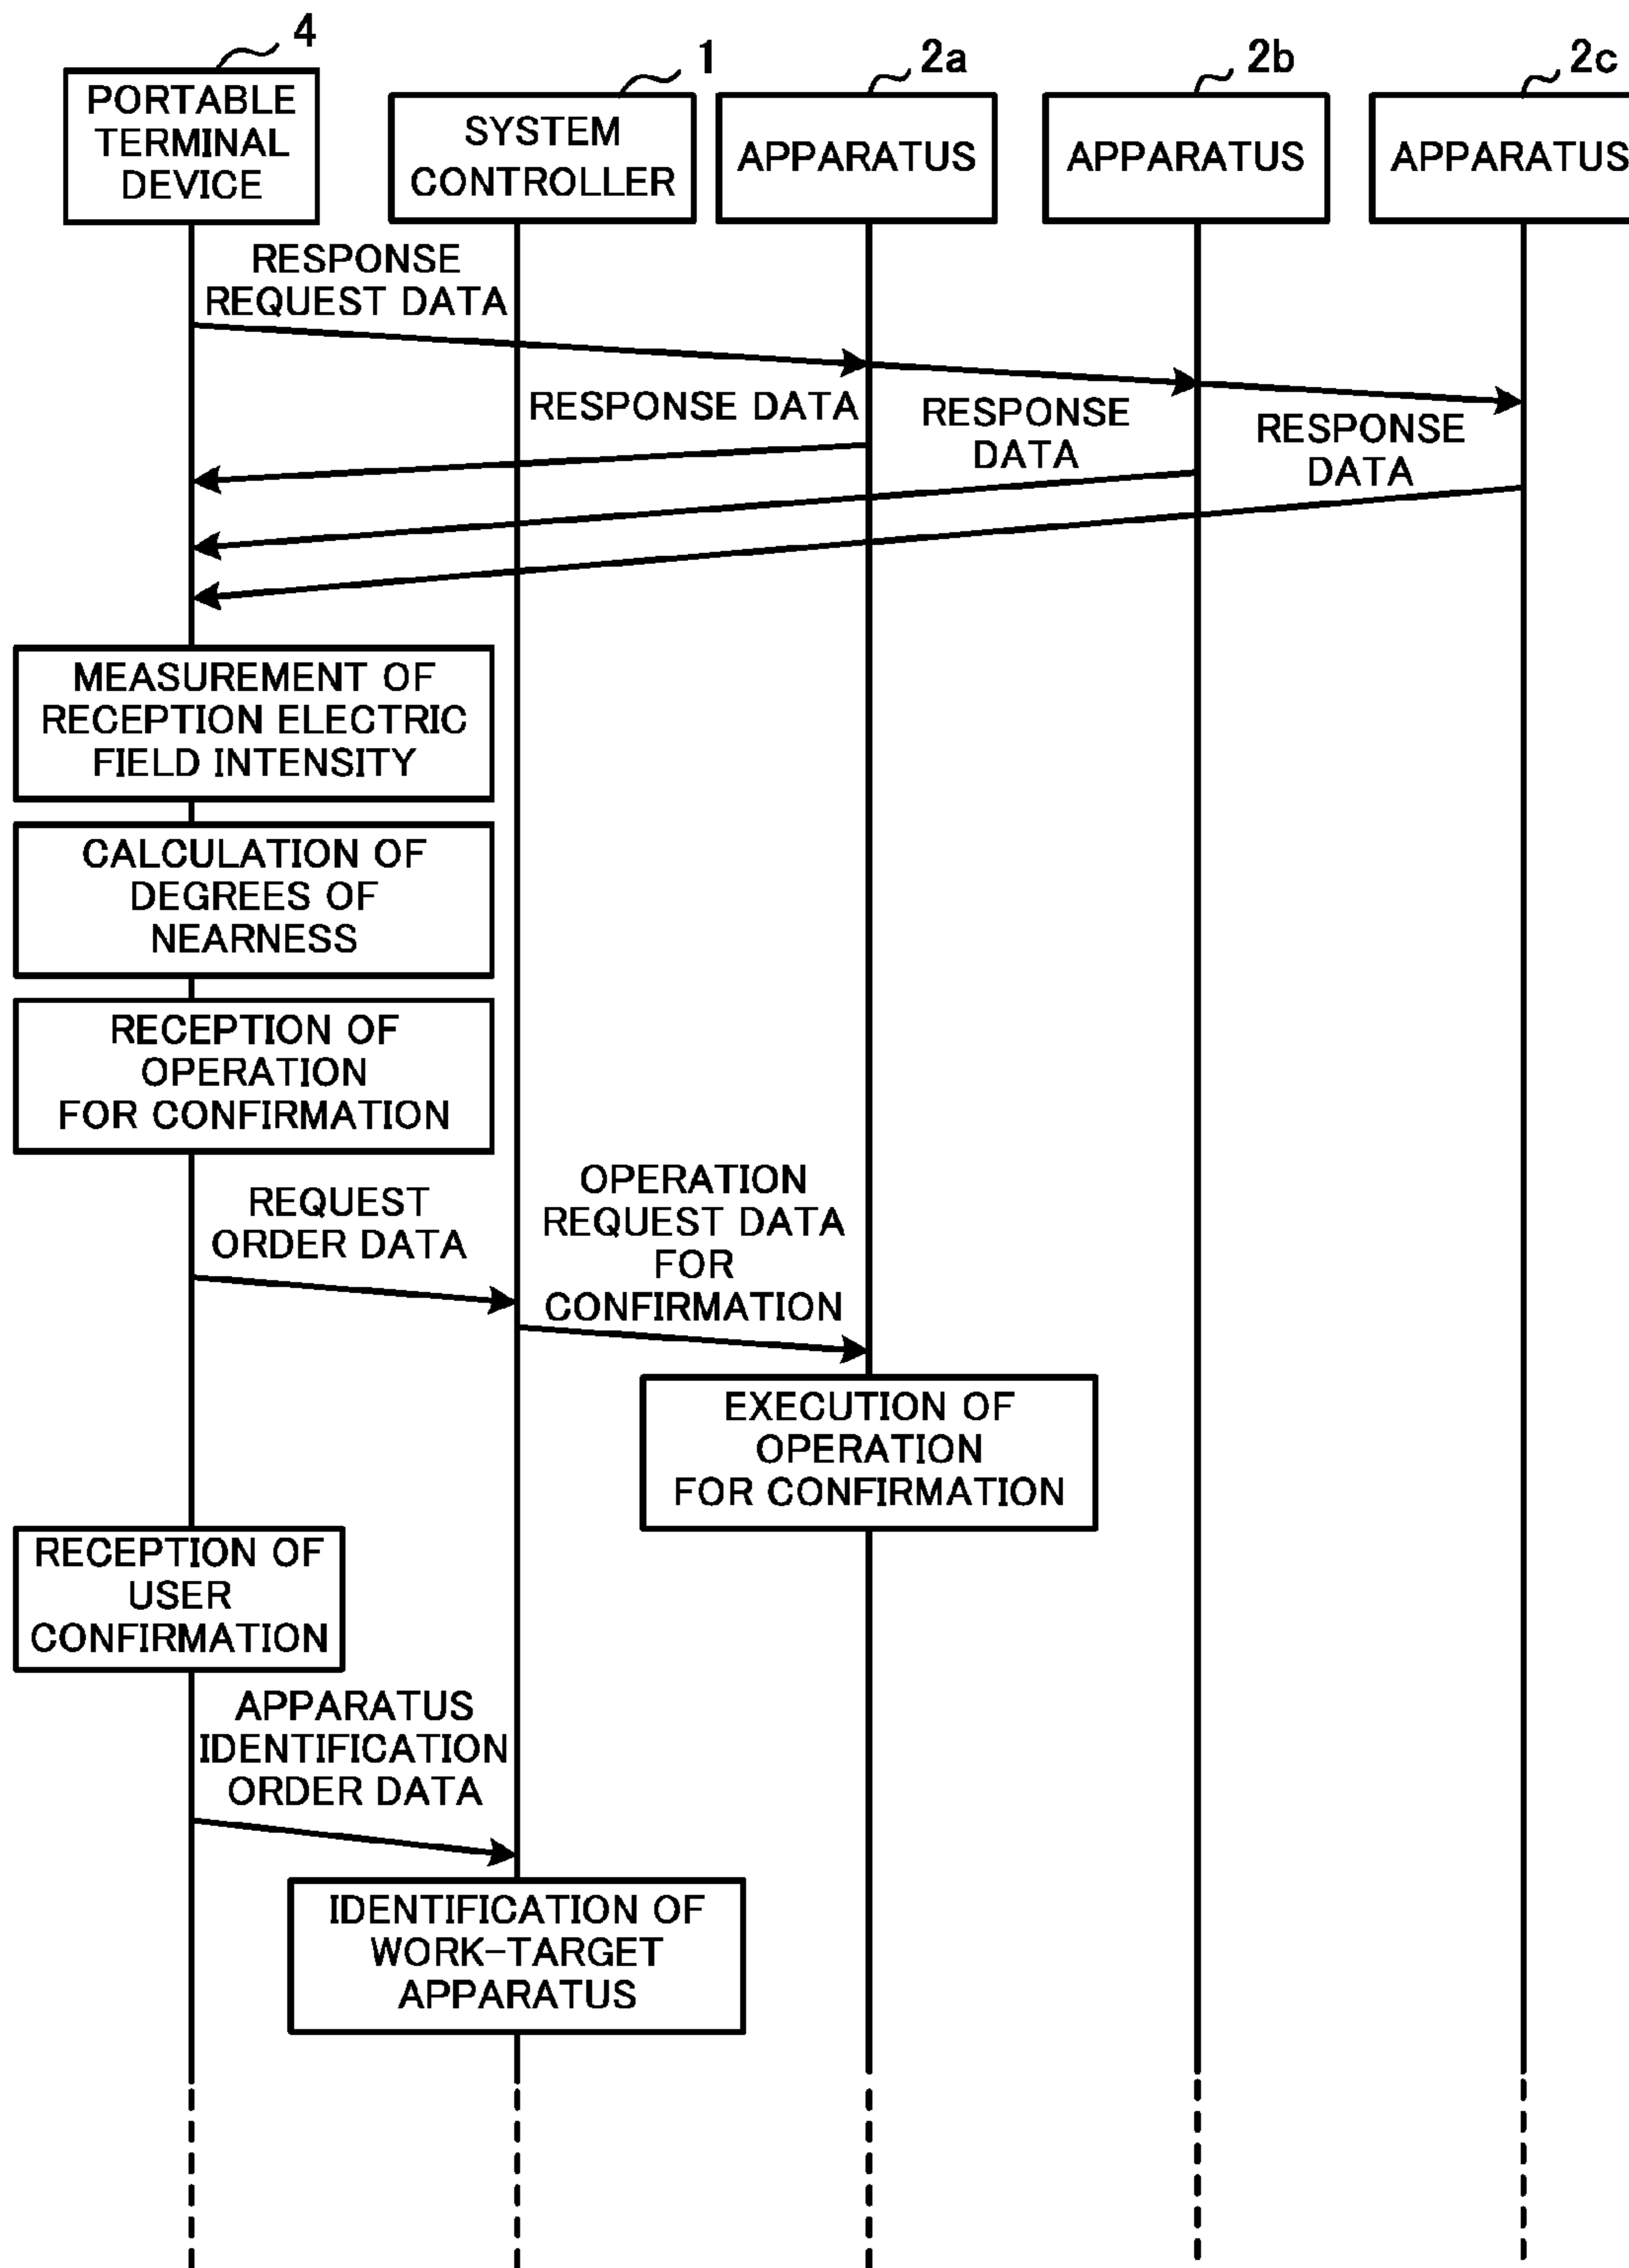 4
1
2a
2b
2c
PORTABLE
TERMINAL
DEVICE
SYSTEM
CONTROLLER
APPARATUS
APPARATUS
APPARATUS
RESPONSE
REQUEST DATA
RESPONSE DATA
RESPONSE
DATA
RESPONSE
DATA
MEASUREMENT OF
RECEPTION ELECTRIC
FIELD INTENSITY
CALCULATION OF
DEGREES OF
NEARNESS
RECEPTION OF
OPERATION
FOR CONFIRMATION
REQUEST
ORDER DATA
OPERATION
REQUEST DATA
FOR
CONFIRMATION
EXECUTION OF
OPERATION
FOR CONFIRMATION
RECEPTION OF
USER
CONFIRMATION
APPARATUS
IDENTIFICATION
ORDER DATA
IDENTIFICATION OF
WORK-TARGET
APPARATUS